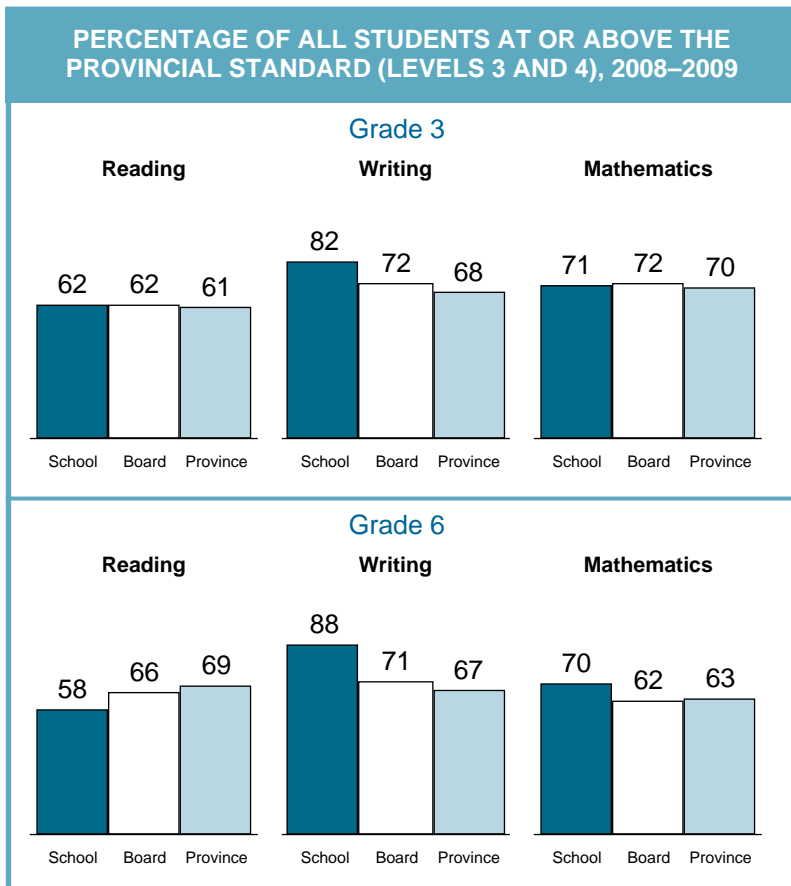 PERCENTAGE OF ALL STUDENTS AT OR ABOVE THE
PROVINCIAL STANDARD (LEVELS 3 AND 4), 2008–2009
Grade 3
Reading Writing Mathematics
62 62 61 82 72 68 71 72 70
School Board Province School Board Province School Board Province
Grade 6
Reading Writing Mathematics
58 66 69 88 71 67 70 62 63
School Board Province School Board Province School Board Province